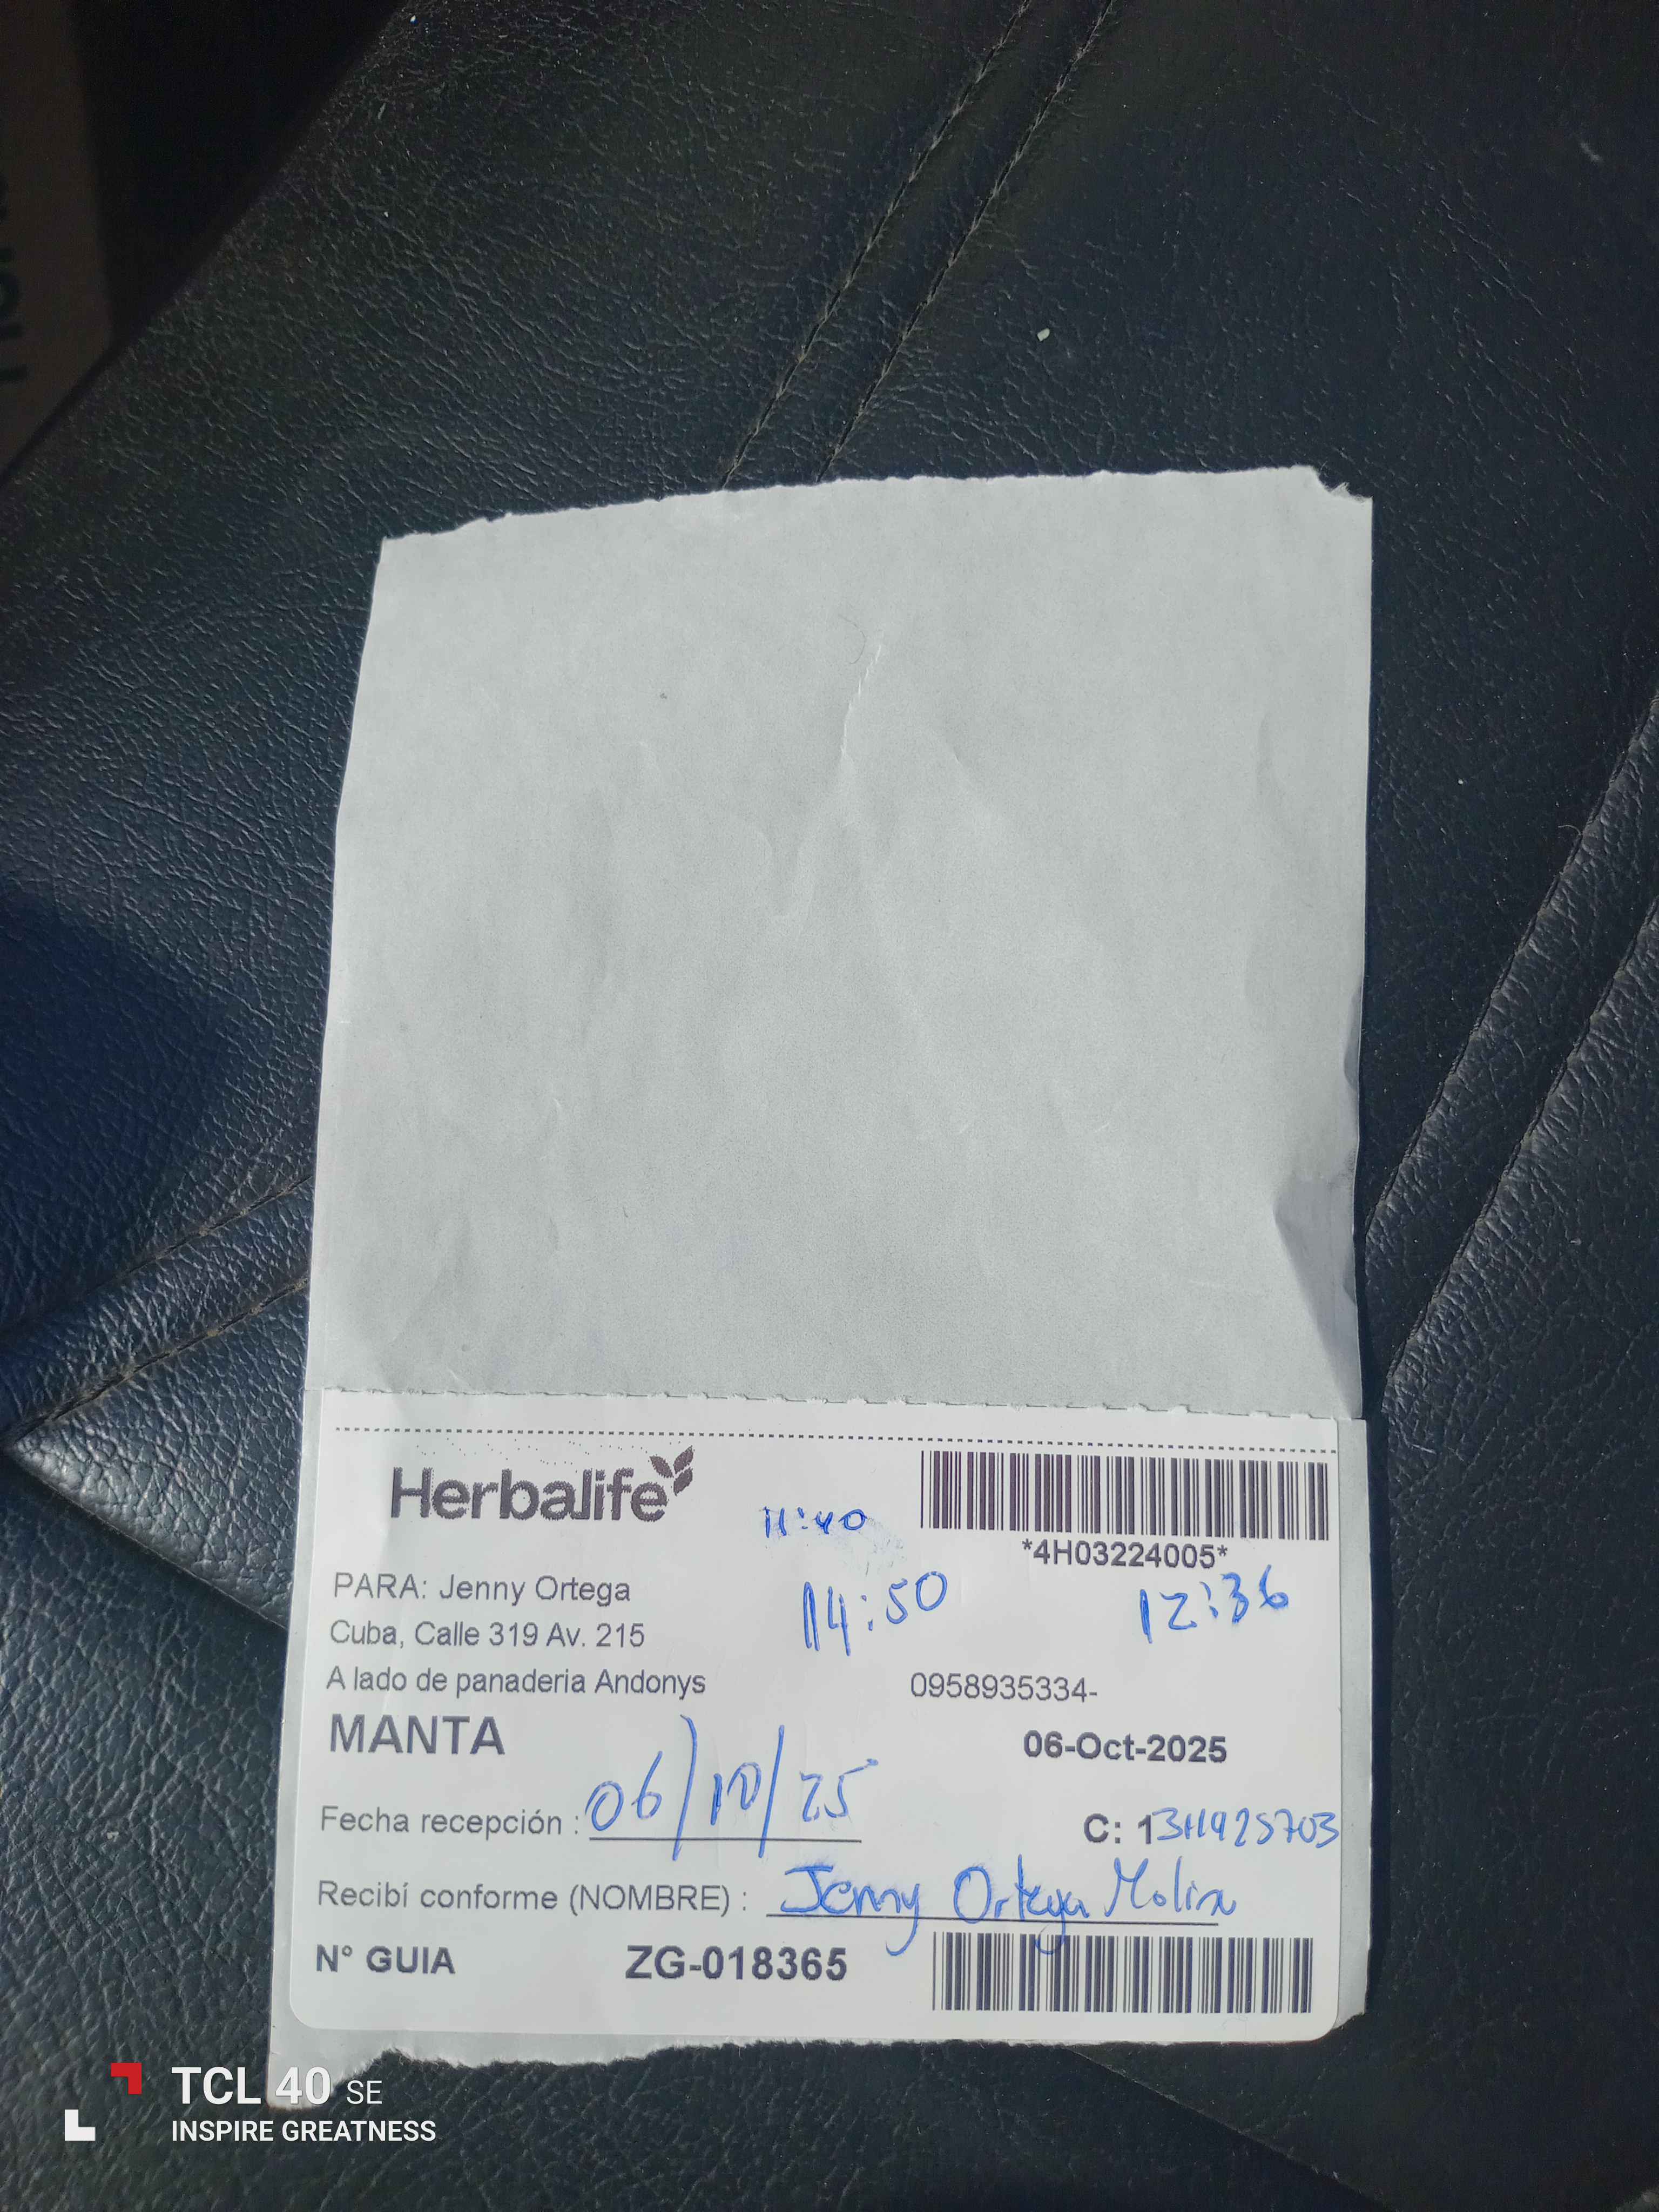 Herbalife
11:40
*4H03224005*
PARA: Jenny Ortega
14:50
12:36
Cuba, Calle 319 Av. 215
A lado de panaderia Andonys
0958935334-
MANTA
06-Oct-2025
Fecha recepción : 06/10/25
C: 1
Recibí conforme (NOMBRE) : Jenny Ortega Molina
N° GUIA
ZG-018365
TCL 40 SE
INSPIRE GREATNESS